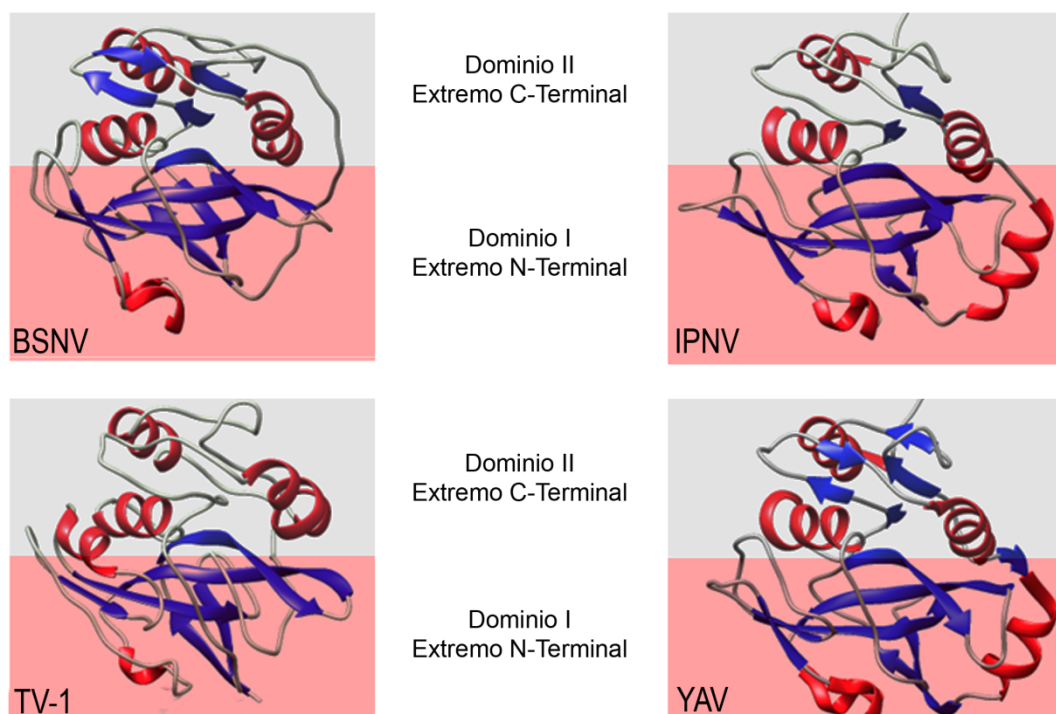 Dominio II
Extremo C-Terminal
Dominio I
Extremo N-Terminal
BSNV
IPNV
Dominio II
Extremo C-Terminal
Dominio I
Extremo N-Terminal
TV-1
YAV